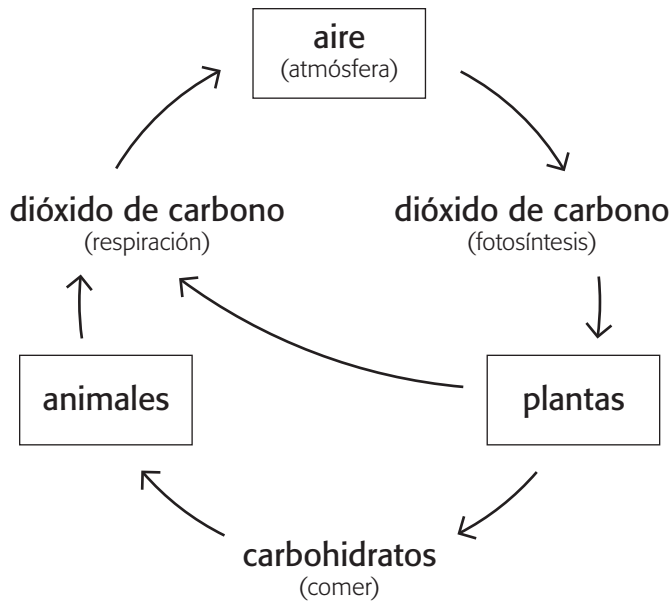 aire
(atmósfera)
dióxido de carbono
(respiración)
dióxido de carbono
(fotosíntesis)
animales
plantas
carbohidratos
(comer)